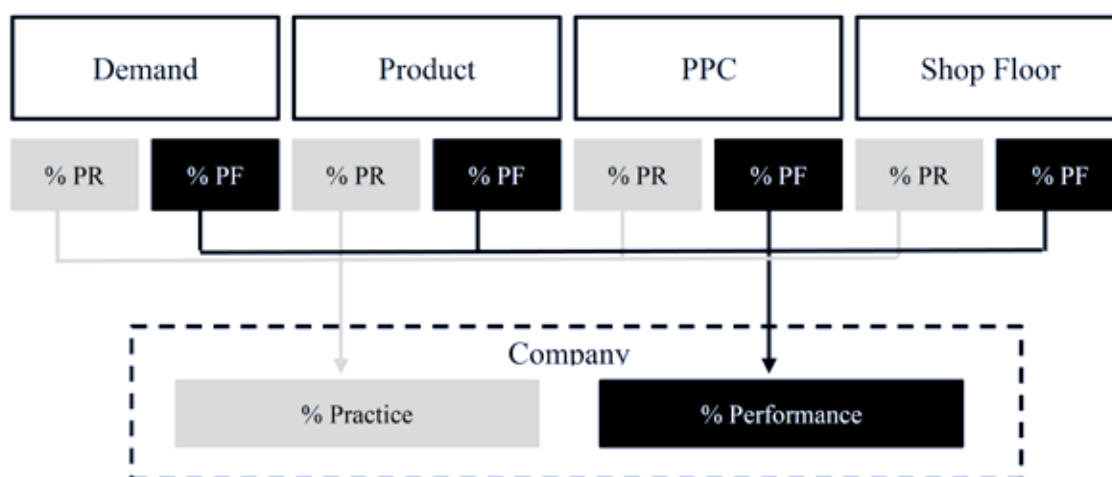 Demand
Product
PPC
Shop Floor
% PR
% PF
% PR
% PF
% PR
% PF
% PR
% PF
Company
% Practice
% Performance